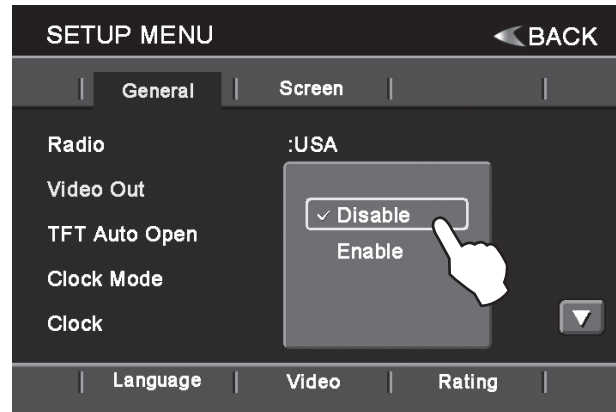 SETUP MENU BACK
General Screen
Radio :USA
Video Out
✓ Disable
TFT Auto Open
Enable
Clock Mode
Clock
Language Video Rating